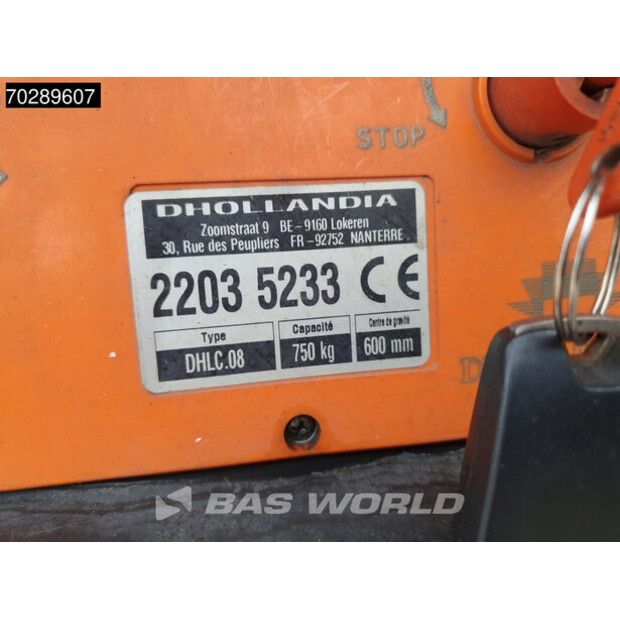 70289607
STOP
DHOLLANDIA
Zoomstraat 9 BE-9160 Lokeren
30, Rue des Peupliers FR-92752 NANTERRE
2203 5233 CE
Type Capacité Centre de gravité
DHLC.08 750 kg 600 mm
D
BAS WORLD